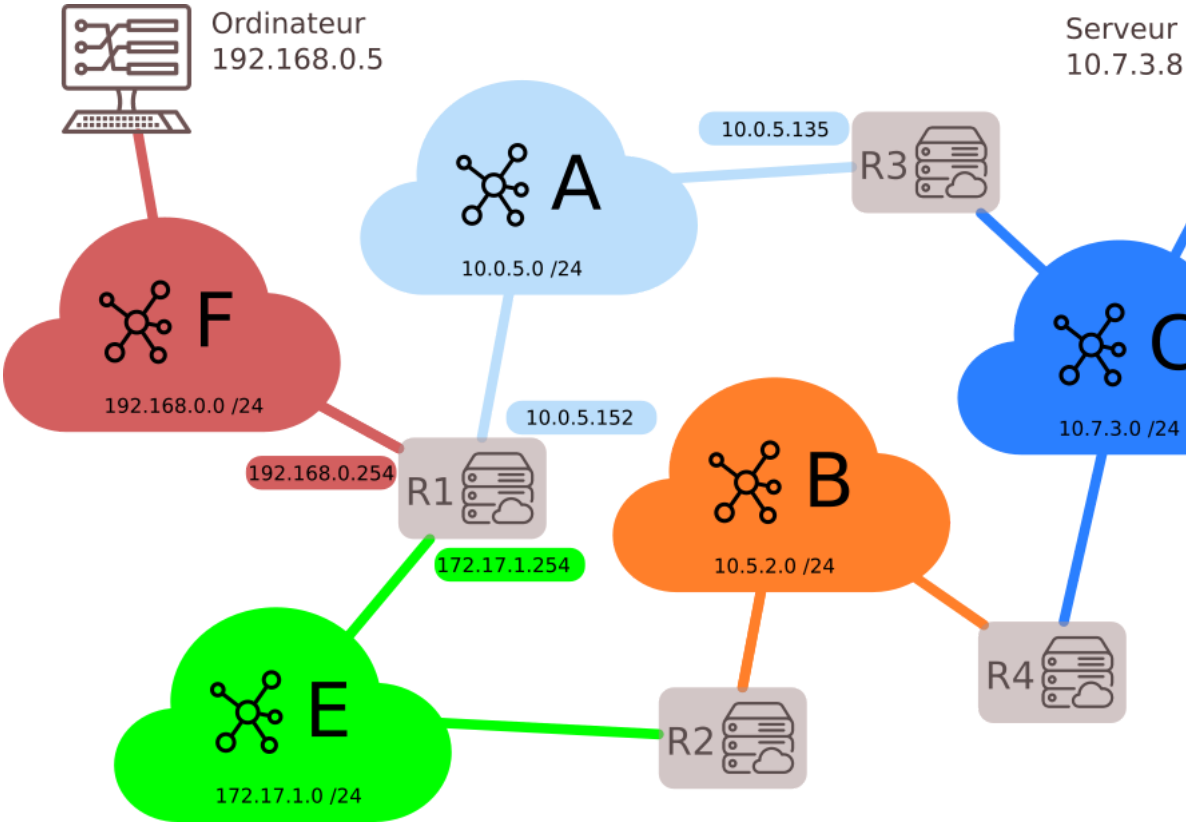 Ordinateur
192.168.0.5
Serveur
10.7.3.8
10.0.5.135
R3
A
10.0.5.0 /24
F
192.168.0.0 /24
10.0.5.152
192.168.0.254
R1
172.17.1.254
B
10.5.2.0 /24
C
10.7.3.0 /24
R4
E
172.17.1.0 /24
R2